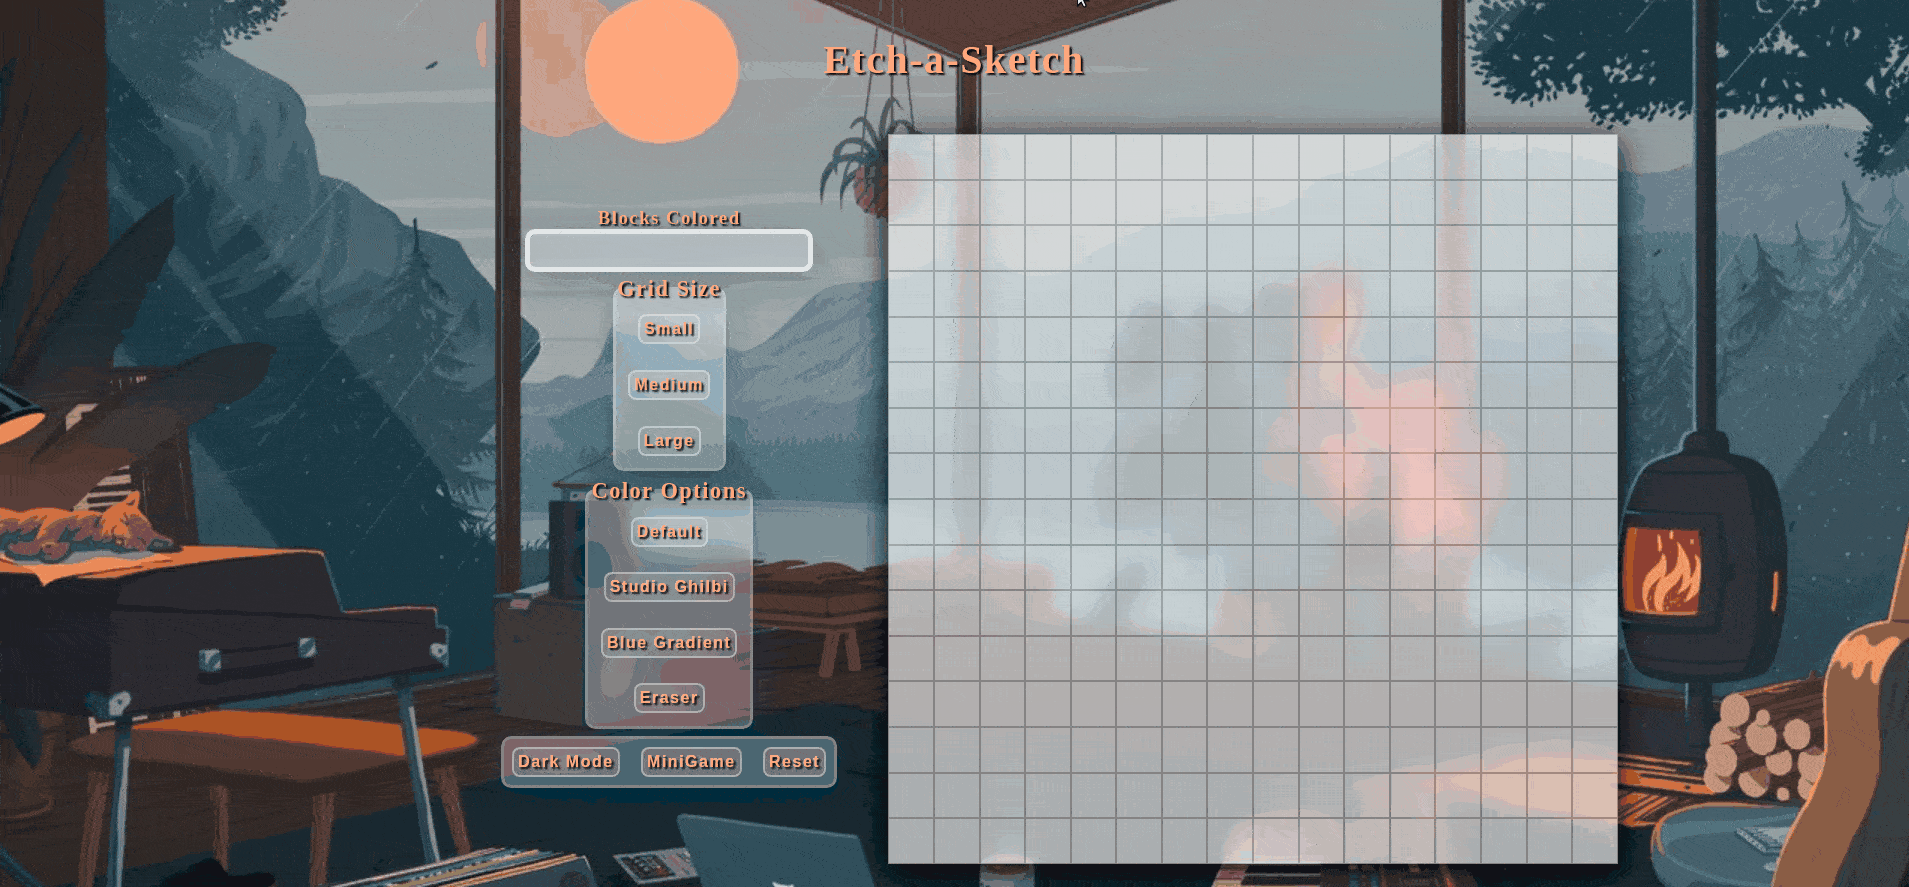 Etch-a-Sketch
Blocks Colored
Grid Size
Small
Medium
Large
Color Options
Default
Studio Ghilbi
Blue Gradient
Eraser
Dark Mode MiniGame Reset